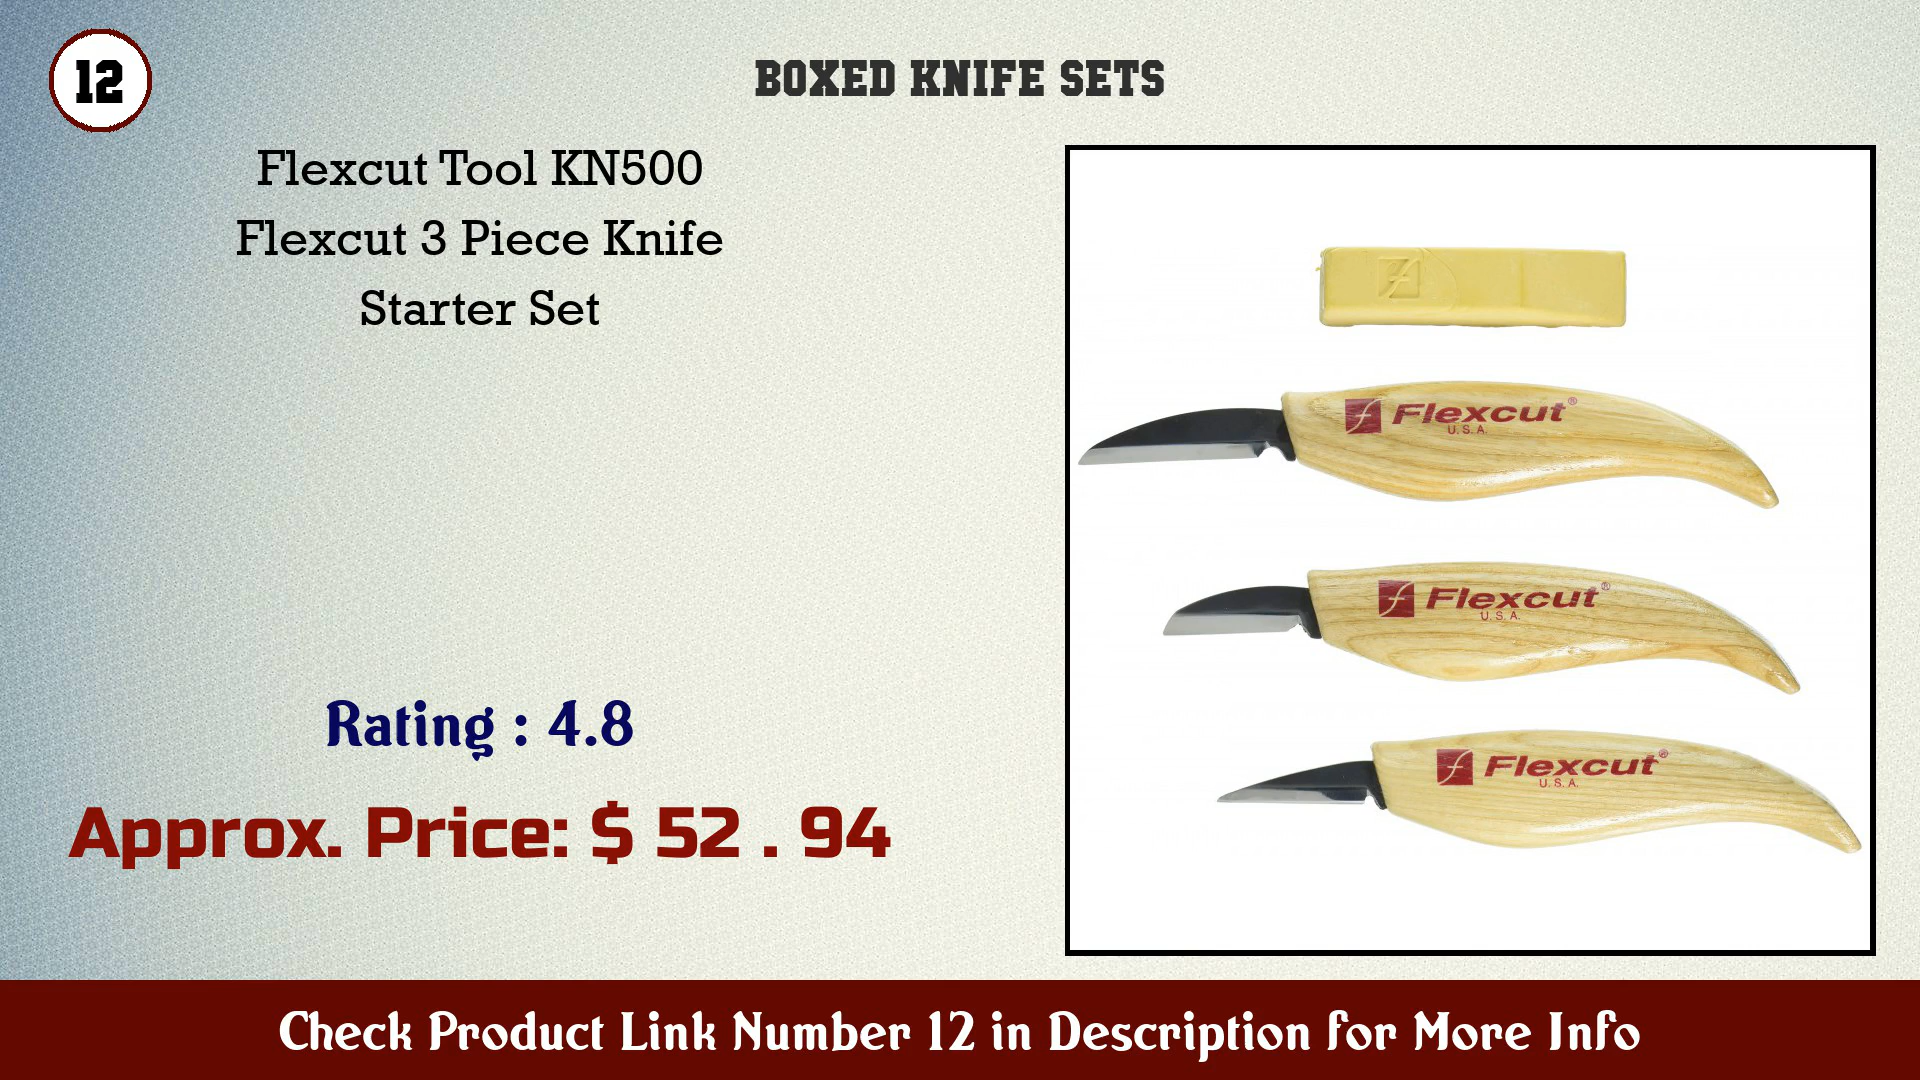 12
BOXED KNIFE SETS
Flexcut Tool KN500
Flexcut 3 Piece Knife
Starter Set
Rating : 4.8
Approx. Price: $ 52 . 94
Flexcut®
U.S.A.
Flexcut®
U.S.A.
Flexcut®
U.S.A.
Check Product Link Number 12 in Description for More Info